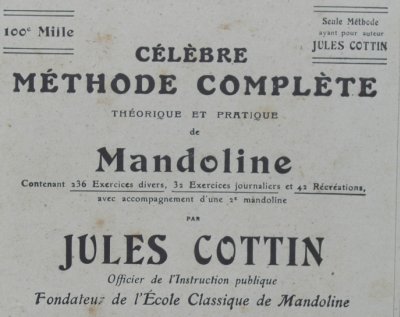 100e Mille
Seule Méthode
ayant pour auteur
JULES COTTIN
CÉLÈBRE
MÉTHODE COMPLÈTE
THÉORIQUE ET PRATIQUE
de
Mandoline
Contenant 236 Exercices divers, 32 Exercices journaliers et 42 Récréations,
avec accompagnement d'une 2e mandoline
PAR
JULES COTTIN
Officier de l'Instruction publique
Fondateur de l'École Classique de Mandoline